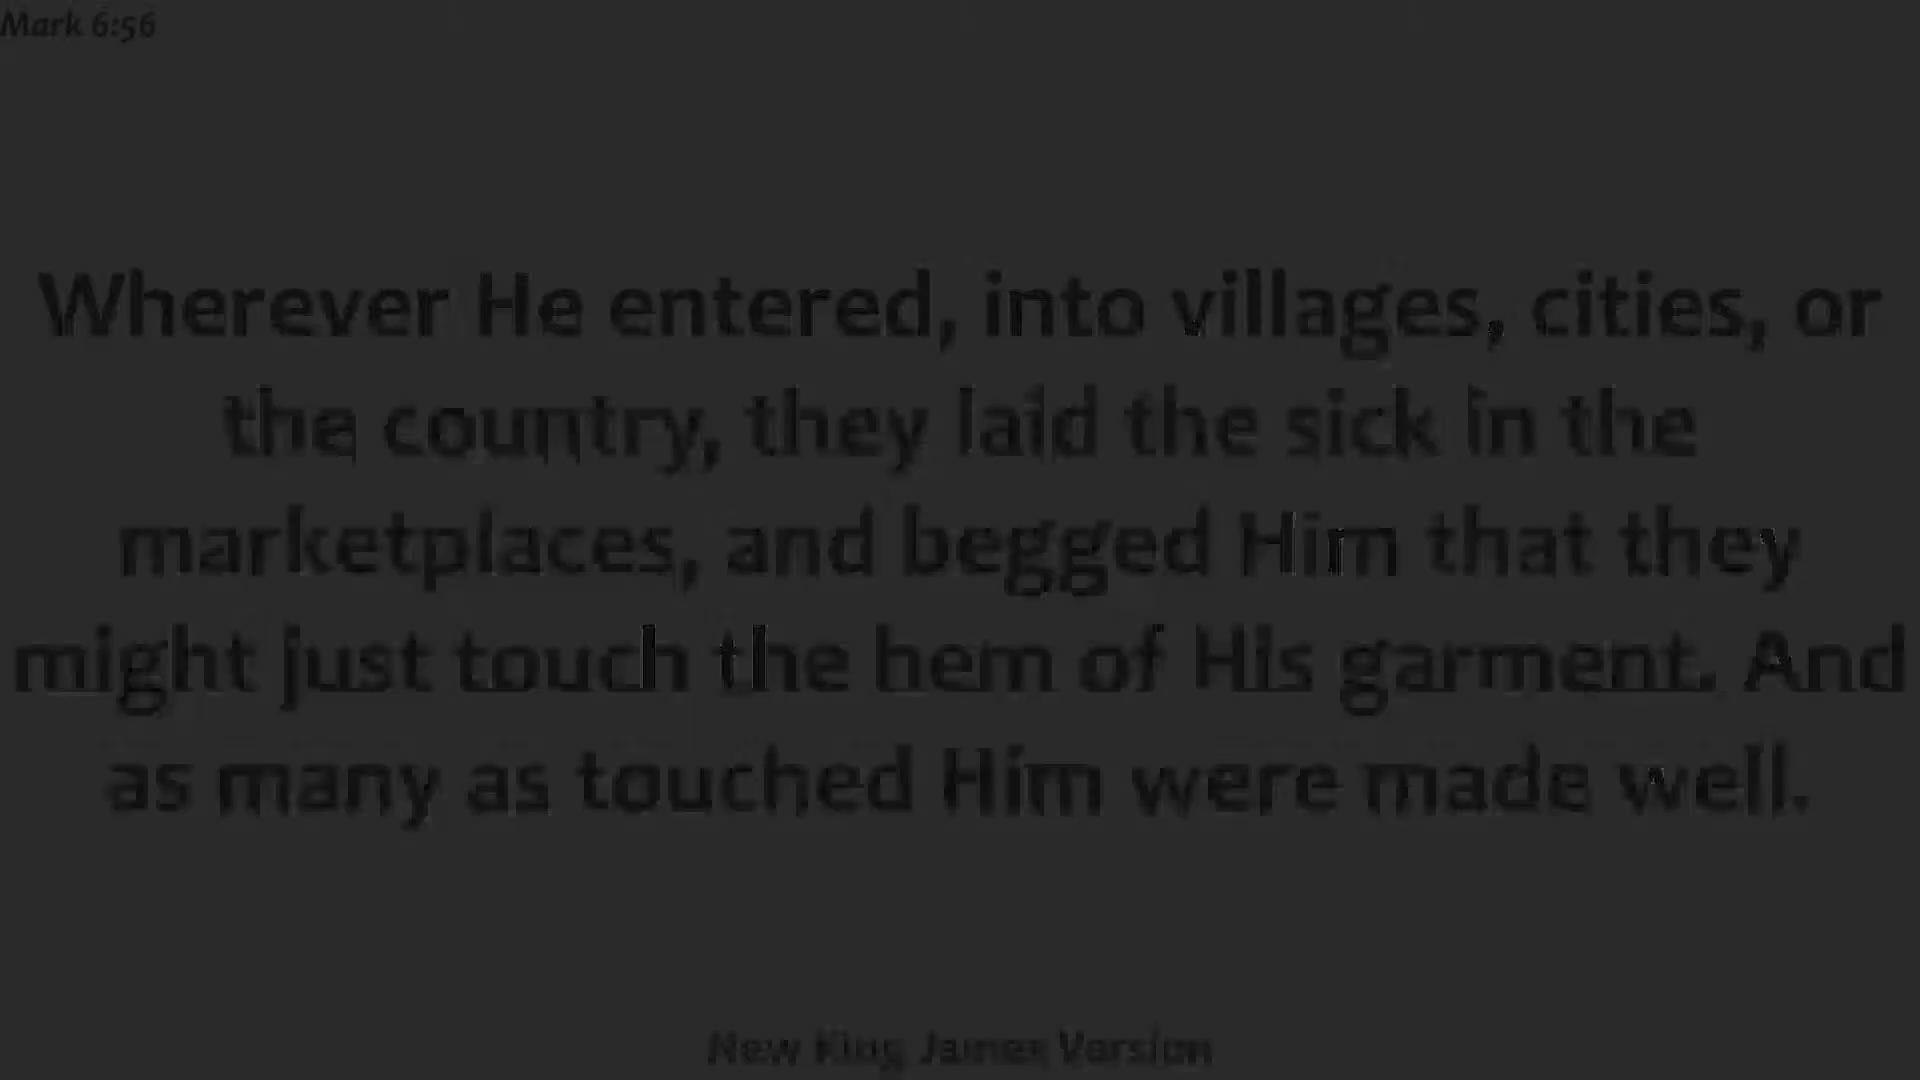 Mark 6:56
Wherever He entered, into villages, cities, or
the country, they laid the sick in the
marketplaces, and begged Him that they
might just touch the hem of His garment. And
as many as touched Him were made well.
New King James Version